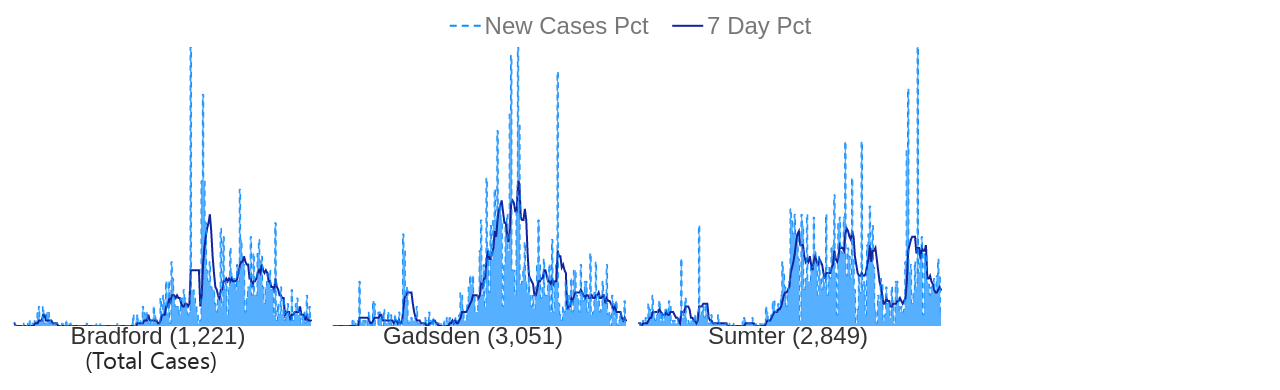 New Cases Pct 7 Day Pct
Bradford (1,221) Gadsden (3,051) Sumter (2,849)
(Total Cases)